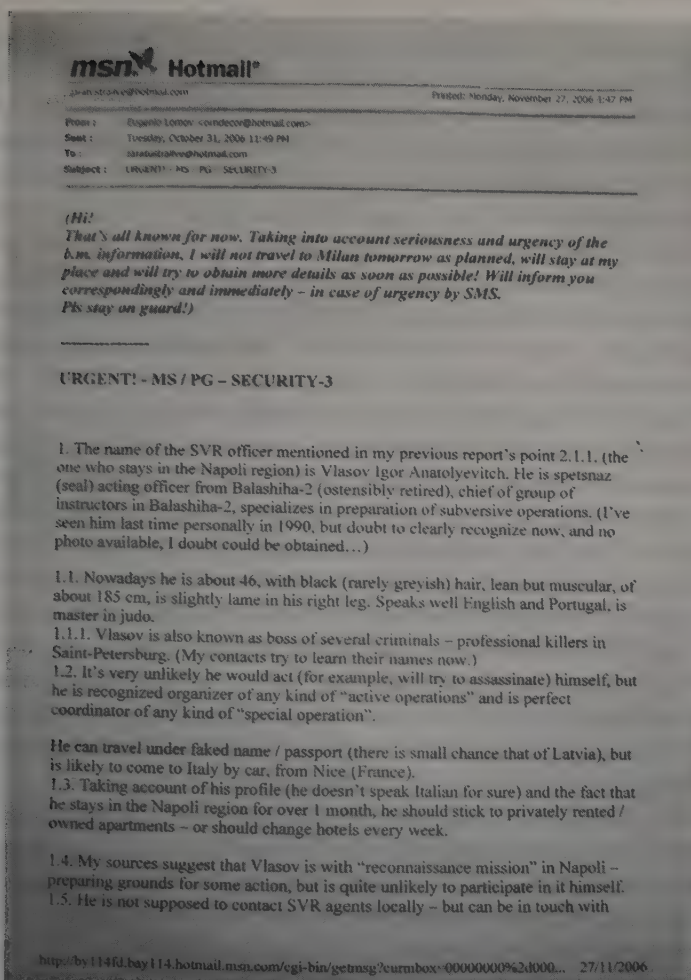 msn Hotmail®
Printed: Monday, November 27, 2006 1:47 PM
From : Eugenio Lomov <corndecor@hotmail.com>
Sent : Tuesday, October 31, 2006 11:49 PM
To :
Subject : URGENT! - MS PG - SECURITY-3
(Hi!
That's all known for now. Taking into account seriousness and urgency of the
b.m. information, I will not travel to Milan tomorrow as planned, will stay at my
place and will try to obtain more details as soon as possible! Will inform you
correspondingly and immediately – in case of urgency by SMS.
Pls stay on guard!)
URGENT! - MS / PG – SECURITY-3
1. The name of the SVR officer mentioned in my previous report's point 2.1.1. (the
one who stays in the Napoli region) is Vlasov Igor Anatolyevitch. He is spetsnaz
(seal) acting officer from Balashiha-2 (ostensibly retired), chief of group of
instructors in Balashiha-2, specializes in preparation of subversive operations. (I've
seen him last time personally in 1990, but doubt to clearly recognize now, and no
photo available, I doubt could be obtained…)
1.1. Nowadays he is about 46, with black (rarely greyish) hair, lean but muscular, of
about 185 cm, is slightly lame in his right leg. Speaks well English and Portugal, is
master in judo.
1.1.1. Vlasov is also known as boss of several criminals – professional killers in
Saint-Petersburg. (My contacts try to learn their names now.)
1.2. It's very unlikely he would act (for example, will try to assassinate) himself, but
he is recognized organizer of any kind of "active operations" and is perfect
coordinator of any kind of "special operation".
He can travel under faked name / passport (there is small chance that of Latvia), but
is likely to come to Italy by car, from Nice (France).
1.3. Taking account of his profile (he doesn't speak Italian for sure) and the fact that
he stays in the Napoli region for over 1 month, he should stick to privately rented /
owned apartments – or should change hotels every week.
1.4. My sources suggest that Vlasov is with "reconnaissance mission" in Napoli –
preparing grounds for some action, but is quite unlikely to participate in it himself.
1.5. He is not supposed to contact SVR agents locally – but can be in touch with
http://by114fd.bay114.hotmail.msn.com/cgi-bin/getmsg?curmbox=00000000%2d000... 27/11/2006